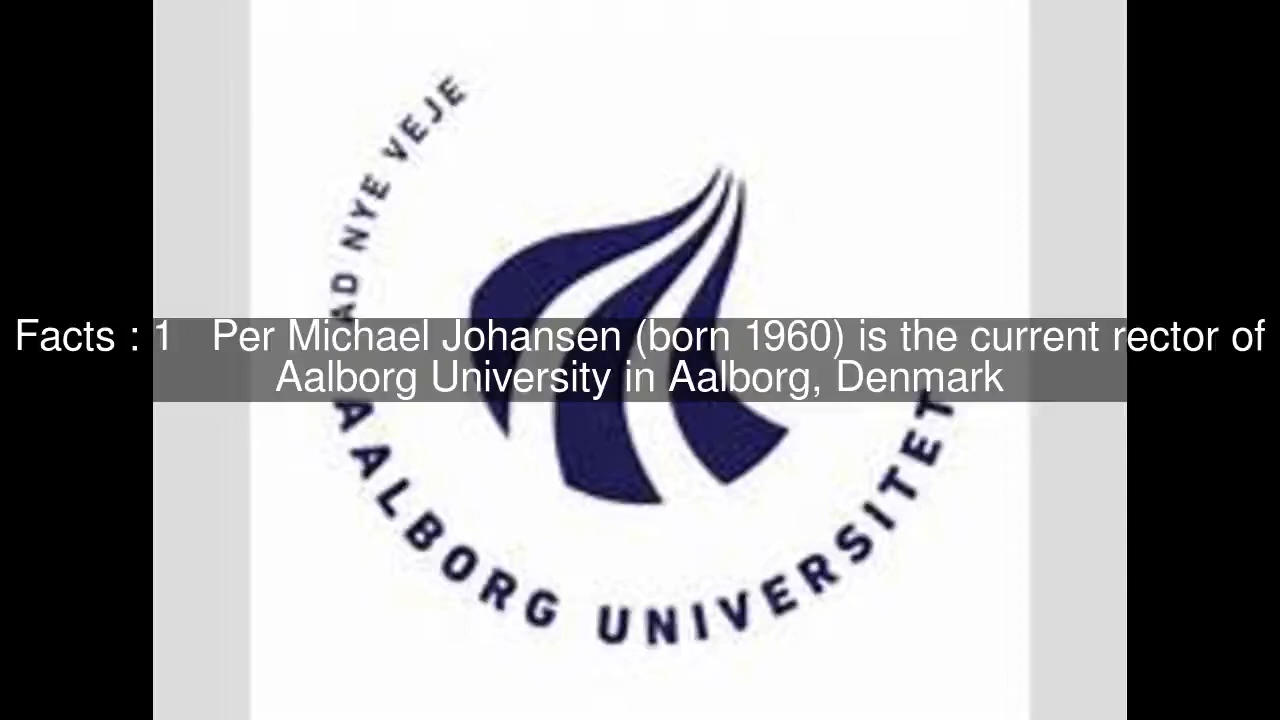 AD NYE VEJE
Facts : 1   Per Michael Johansen (born 1960) is the current rector of
Aalborg University in Aalborg, Denmark
AALBORG UNIVERSITET